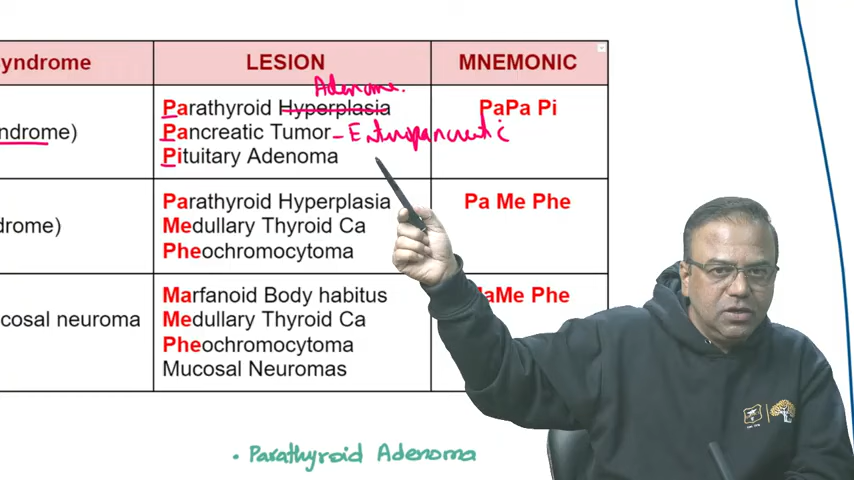 yndrome
LESION
MNEMONIC
Adenoma.
ndrome)
Parathyroid Hyperplasia
Pancreatic Tumor - Enteropancreatic
Pituitary Adenoma
PaPa Pi
drome)
Parathyroid Hyperplasia
Medullary Thyroid Ca
Pheochromocytoma
Pa Me Phe
cosal neuroma
Marfanoid Body habitus
Medullary Thyroid Ca
Pheochromocytoma
Mucosal Neuromas
aMe Phe
• Parathyroid Adenoma